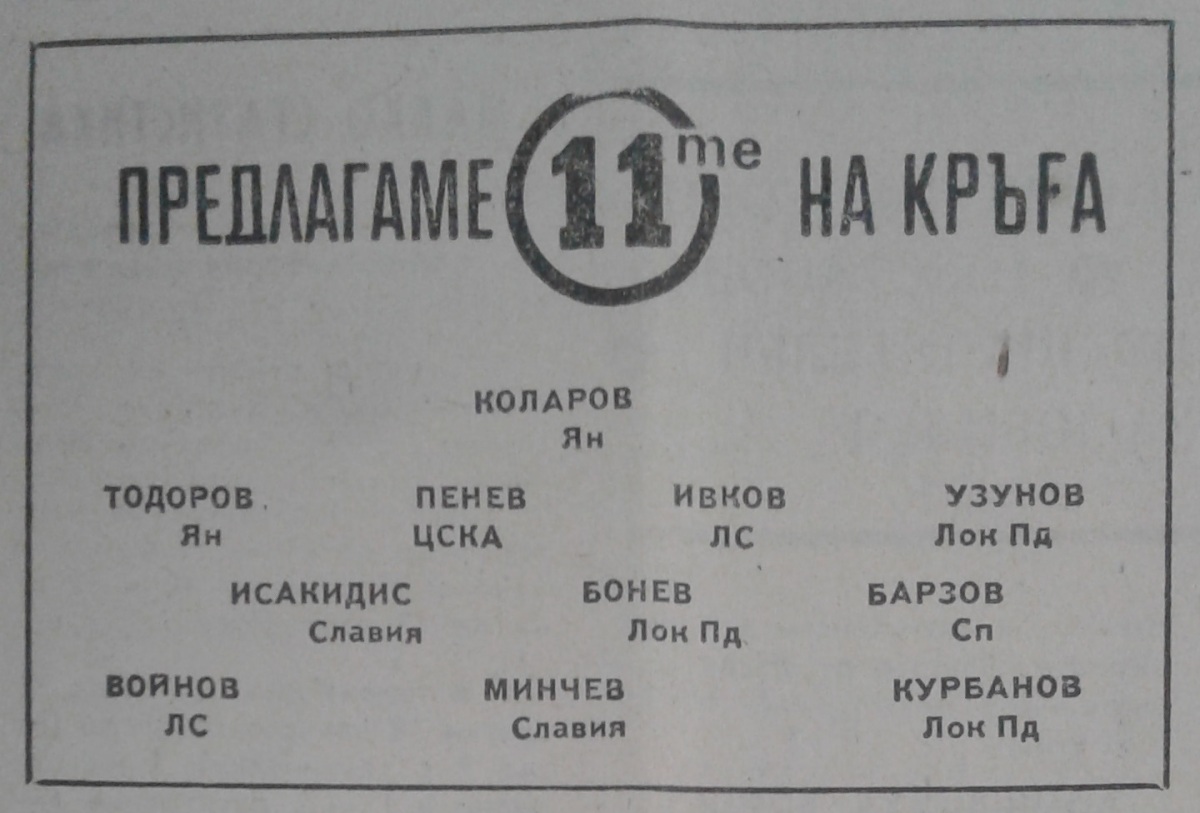 ПРЕДЛАГАМЕ 11те НА КРЪГА
КОЛАРОВ
Ян
ТОДОРОВ ПЕНЕВ ИВКОВ УЗУНОВ
Ян ЦСКА ЛС Лок Пд
ИСАКИДИС БОНЕВ БАРЗОВ
Славия Лок Пд Сп
ВОЙНОВ МИНЧЕВ КУРБАНОВ
ЛС Славия Лок Пд